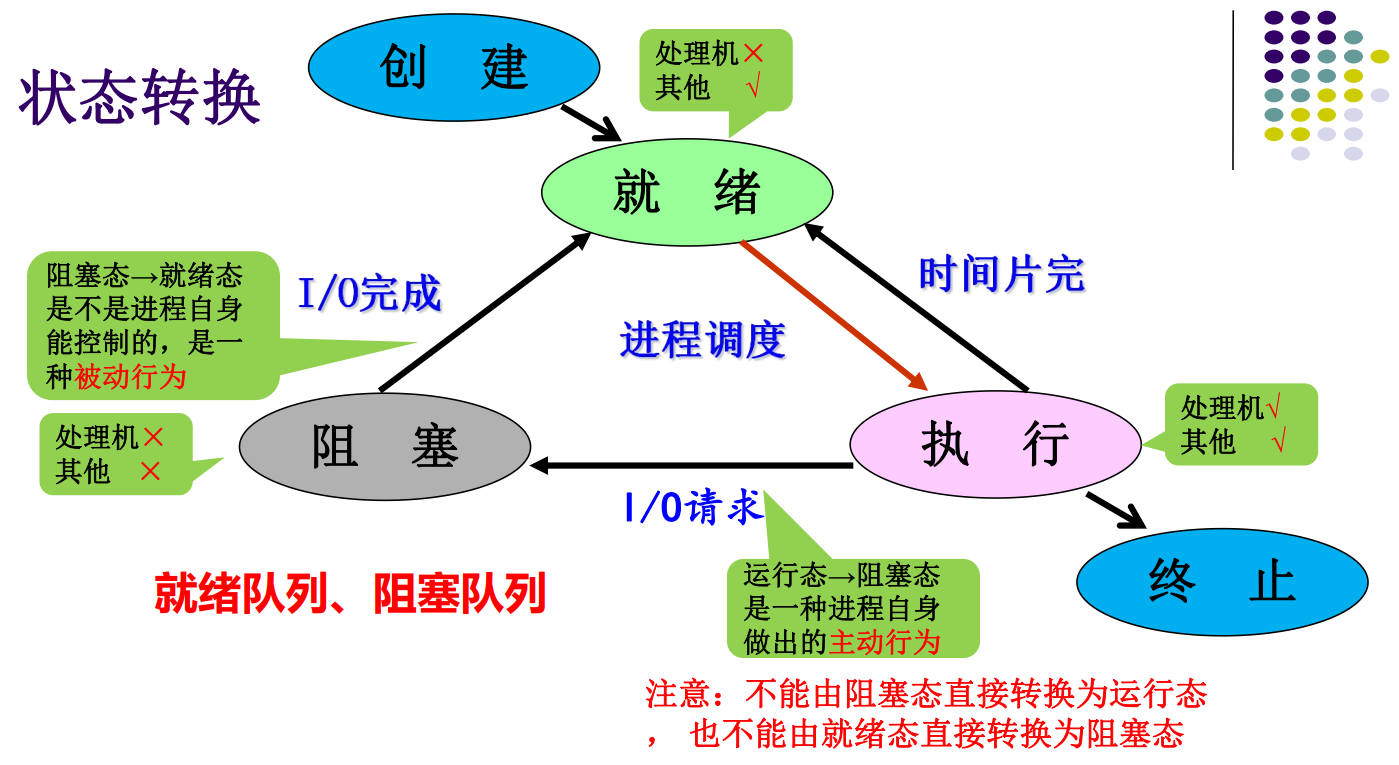 状态转换
创 建
处理机×
其他 √
就 绪
阻塞态→就绪态
是不是进程自身
能控制的，是一
种被动行为
I/O完成
时间片完
进程调度
处理机×
其他 ×
阻 塞
执 行
处理机√
其他 √
I/O请求
就绪队列、阻塞队列
运行态→阻塞态
是一种进程自身
做出的主动行为
终 止
注意：不能由阻塞态直接转换为运行态
，也不能由就绪态直接转换为阻塞态